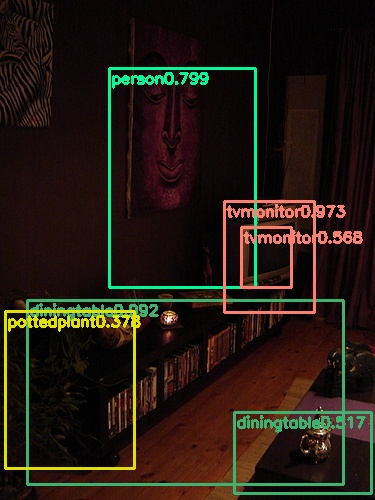 person0.799
tvmonitor0.973
tvmonitor0.568
diningtable0.992
pottedplant0.378
diningtable0.517